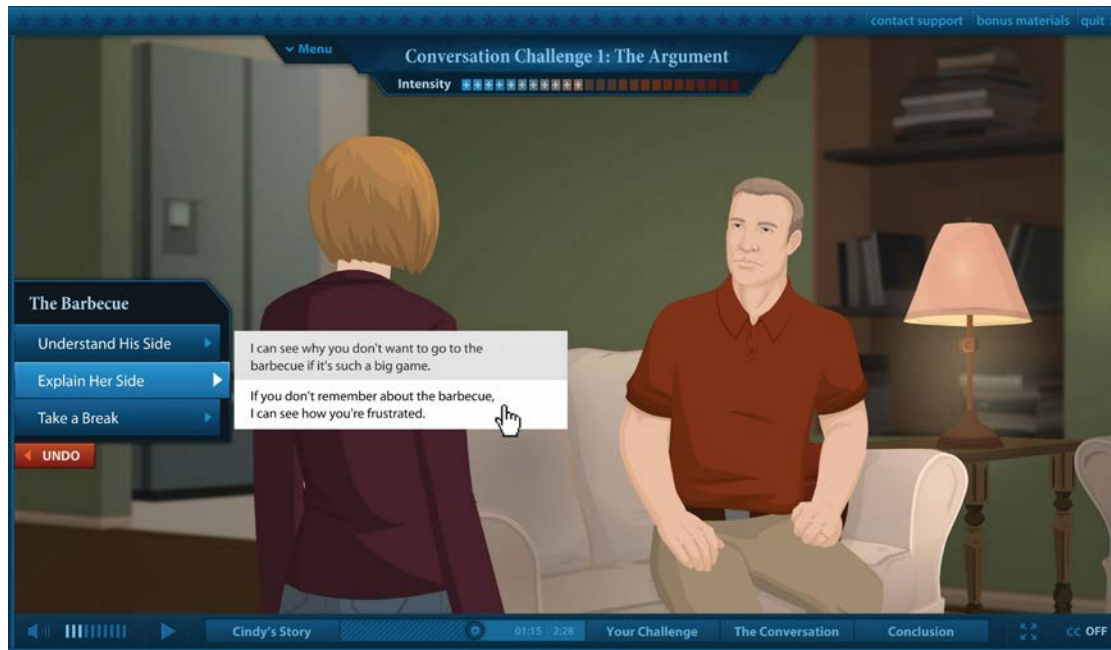 contact support bonus materials quit
Menu
Conversation Challenge 1: The Argument
Intensity
The Barbecue
Understand His Side
Explain Her Side
Take a Break
UNDO
I can see why you don't want to go to the
barbecue if it's such a big game.
If you don't remember about the barbecue,
I can see how you're frustrated.
Cindy's Story 01:15 2:28 Your Challenge The Conversation Conclusion CC OFF